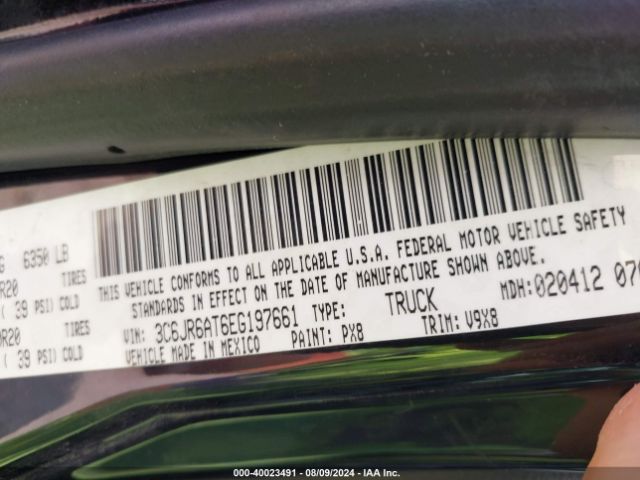 6350 LB
TIRES
R20
( 39 PSI) COLD
THIS VEHICLE CONFORMS TO ALL APPLICABLE U.S.A. FEDERAL MOTOR VEHICLE SAFETY
STANDARDS IN EFFECT ON THE DATE OF MANUFACTURE SHOWN ABOVE.
TIRES
R20
( 39 PSI) COLD
VIN: 3C6JR6AT6EG197661 TYPE: TRUCK MDH: 020412 07
VEHICLE MADE IN MEXICO PAINT: PX8 TRIM: V9X8
000-40023491 - 08/09/2024 - IAA Inc.